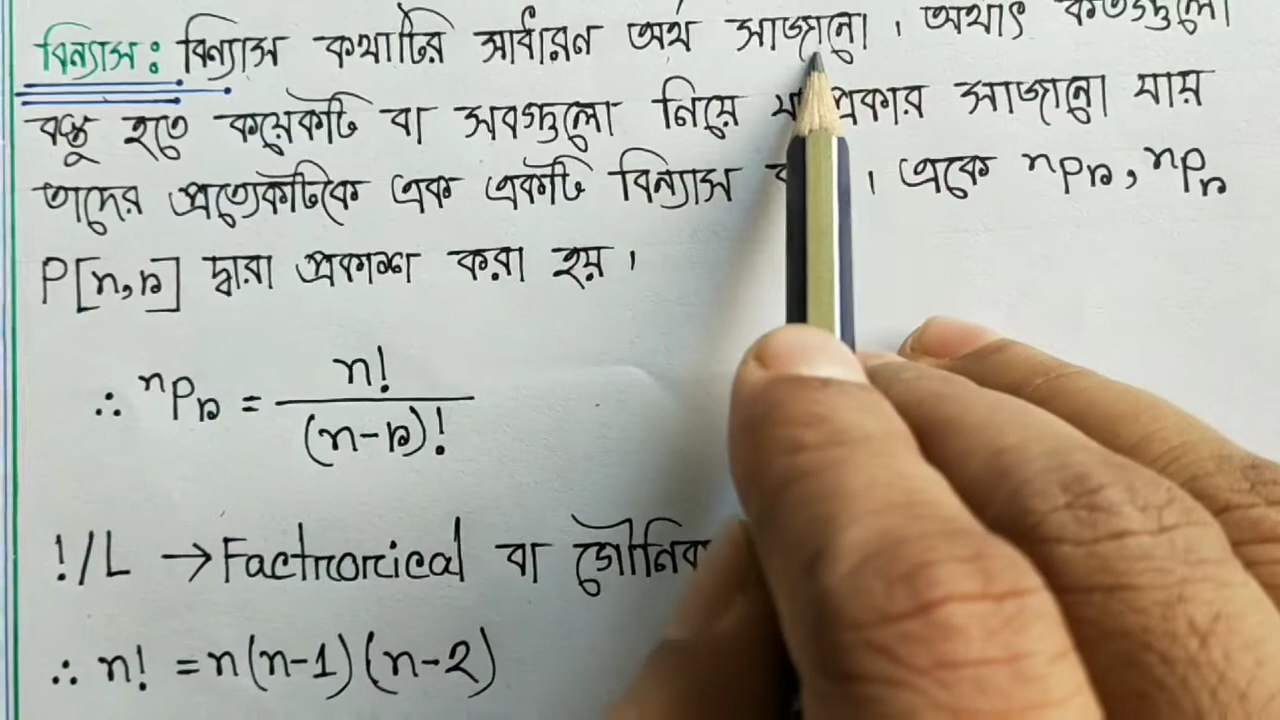 বিন্যাস: বিন্যাস কথাটির সাধারন অর্থ সাজানো। অর্থাৎ কতগুলো
বস্তু হতে কয়েকটি বা সবগুলো নিয়ে প্রকার সাজানো যায়
তাদের প্রত্যেকটিকে এক একটি বিন্যাস । একে ⁿPr, ⁿPr
P[n,r] দ্বারা প্রকাশ করা হয়।
∴ ⁿPr = n!/(n-r)!
!/L → Factrorical বা
∴ n! = n(n-1)(n-2)